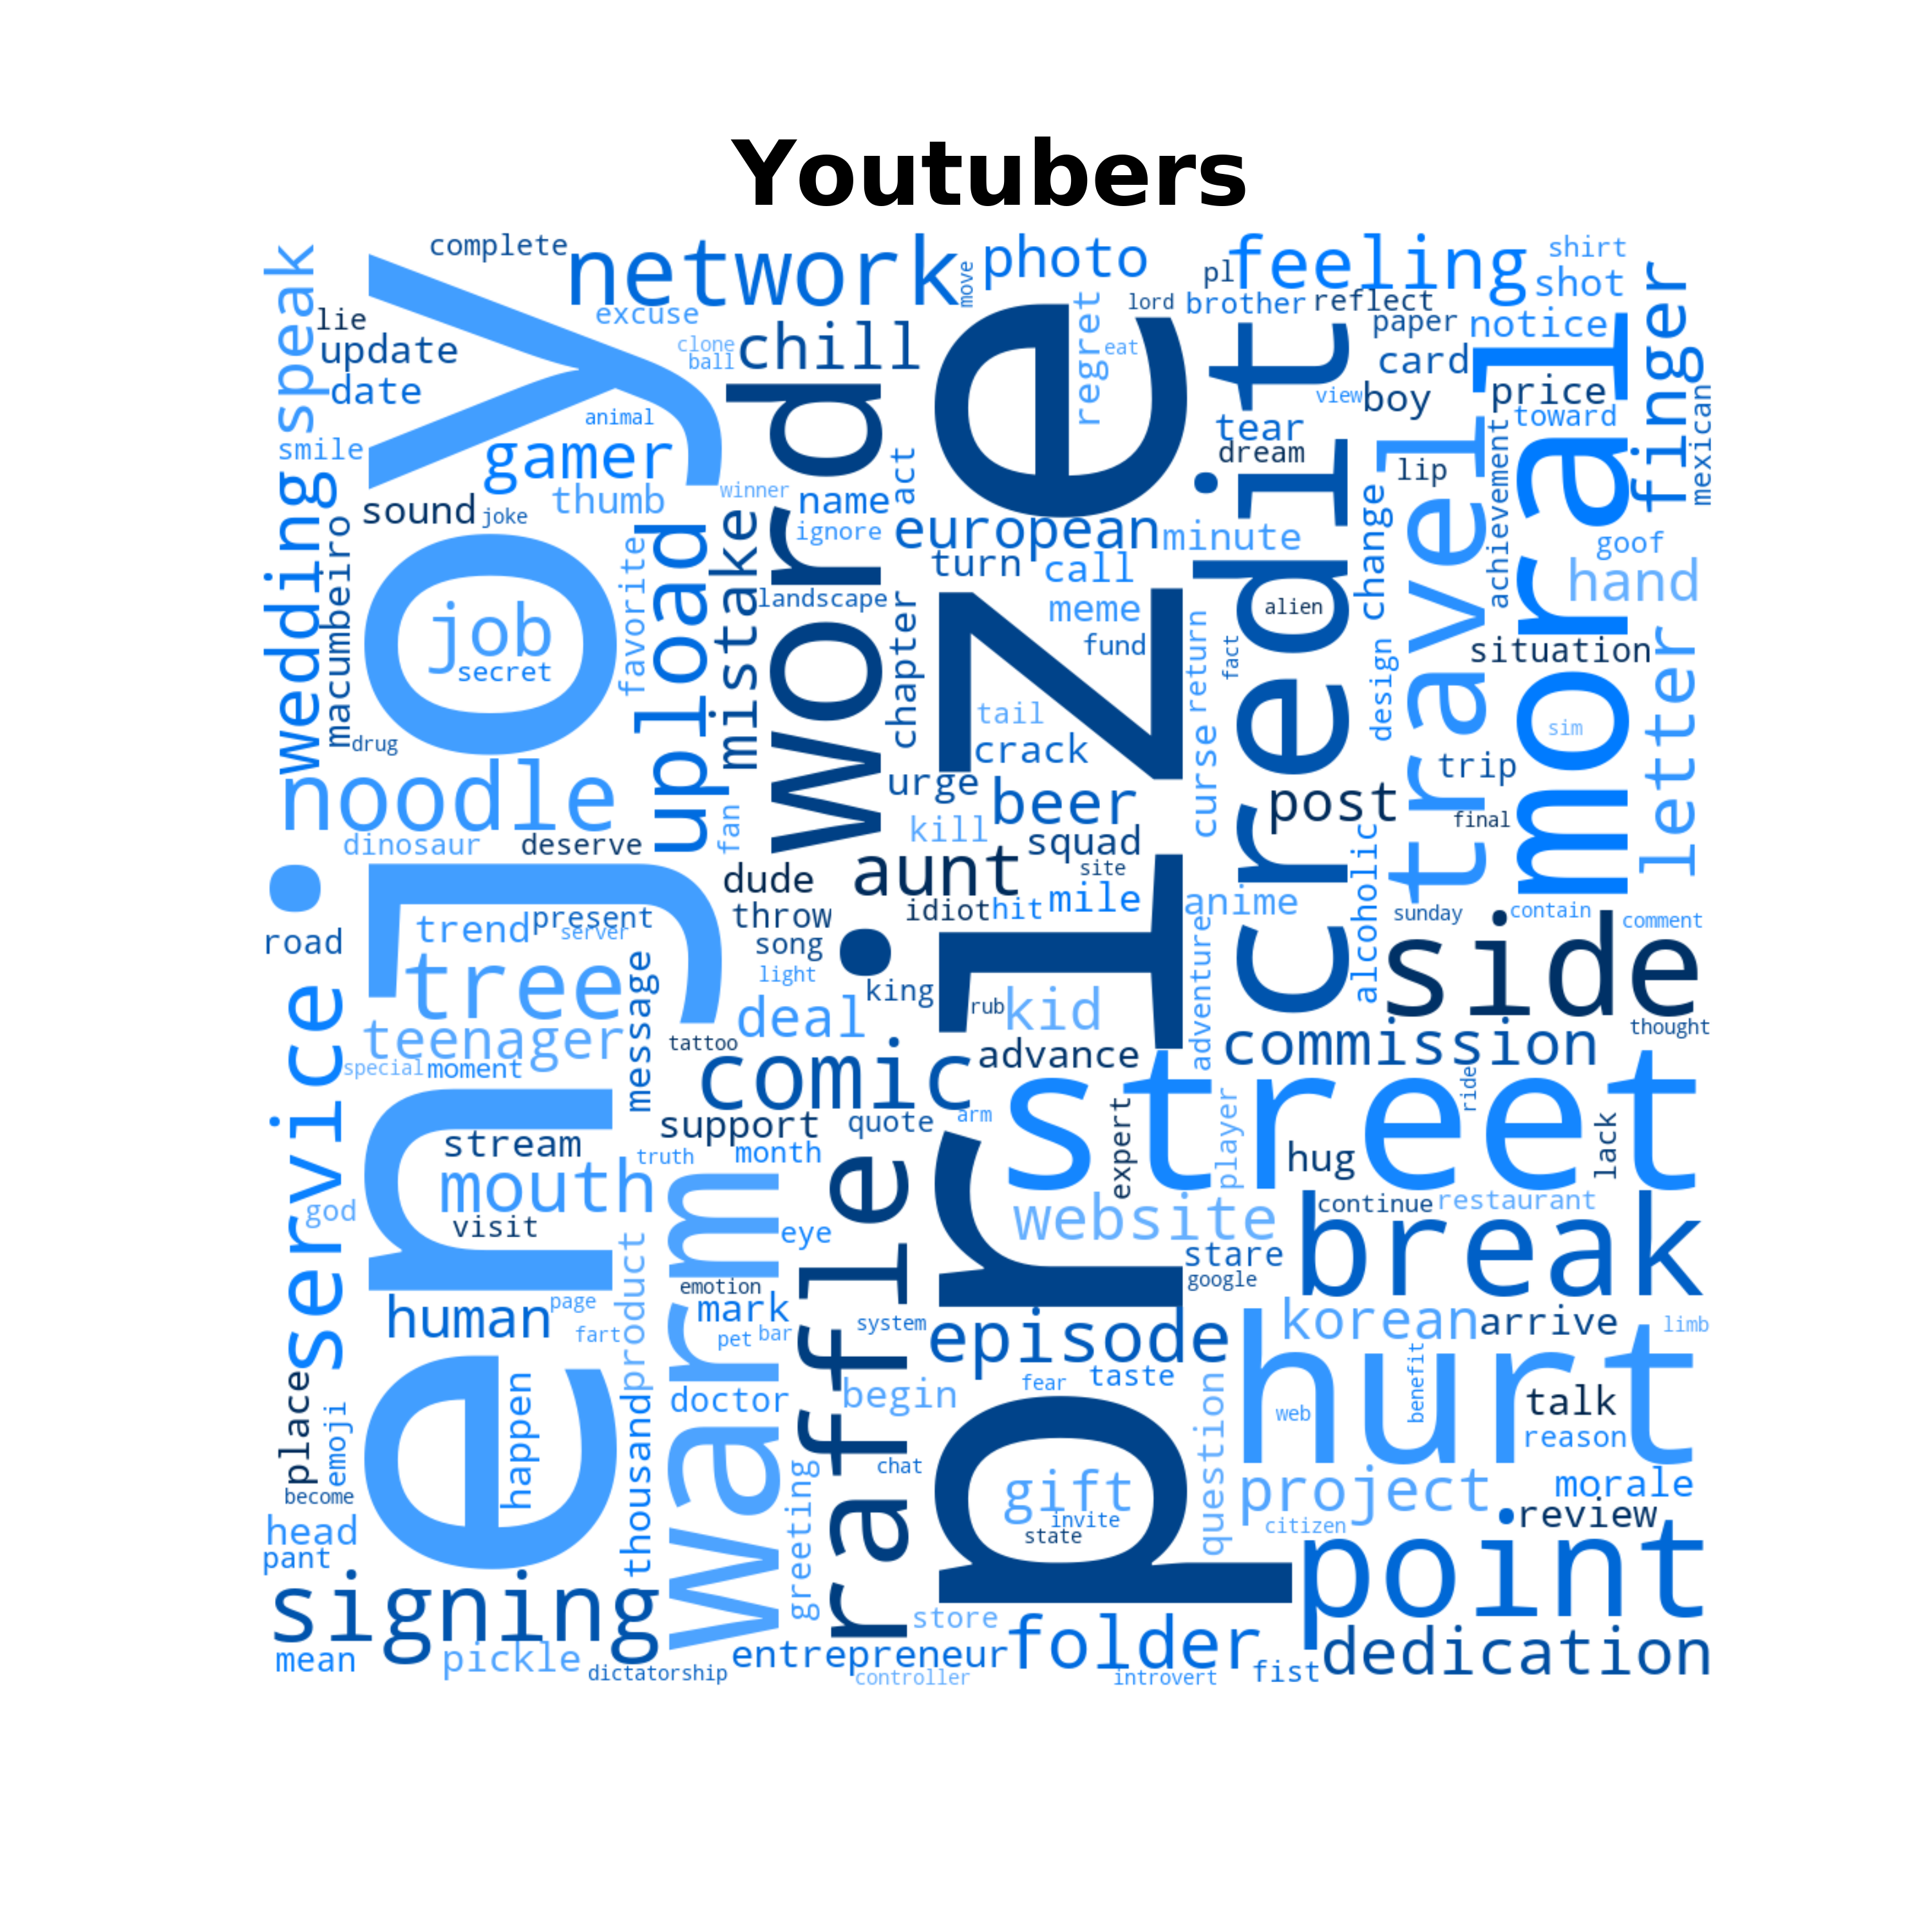 Youtubers
complete
network
move
photo
pl
feeling
shirt
shot
speak
lie
update
date
excuse
clone
ball
chill
lord
brother
reflect
regret
eat
paper
notice
card
price
toward
finger
mexican
view
boy
smile
animal
gamer
thumb
sound
joke
enjoy
winner
name
act
ignore
european
minute
tear
dream
lip
achievement
change
goof
hand
wedding
macumbeiro
job
secret
favorite
upload
mistake
word
landscape
chapter
turn
call
meme
fund
return
fact
alien
credit
design
travel
situation
moral
sim
letter
drug
noodle
dinosaur
deserve
fan
tail
crack
urge
beer
kill
squad
curse
post
trip
final
prize
aunt
site
dude
throw
idiot
hit
mile
anime
alcoholic
sunday
contain
comment
road
trend
present
server
tree
message
song
light
king
deal
rub
kid
adventure
side
thought
teenager
special
moment
tattoo
comic
advance
commission
ride
service
stream
support
quote
arm
street
expert
player
hug
lack
truth
month
mouth
god
visit
eye
website
continue
restaurant
break
stare
google
product
emotion
mark
human
page
fart
pet
bar
system
episode
korean
arrive
limb
warm
raffle
place
emoji
happen
thousand
doctor
begin
fear
taste
question
hurt
web
benefit
talk
reason
become
greeting
chat
gift
invite
state
project
citizen
morale
review
head
pant
point
signing
store
mean
pickle
dictatorship
entrepreneur
controller
folder
introvert
fist
dedication